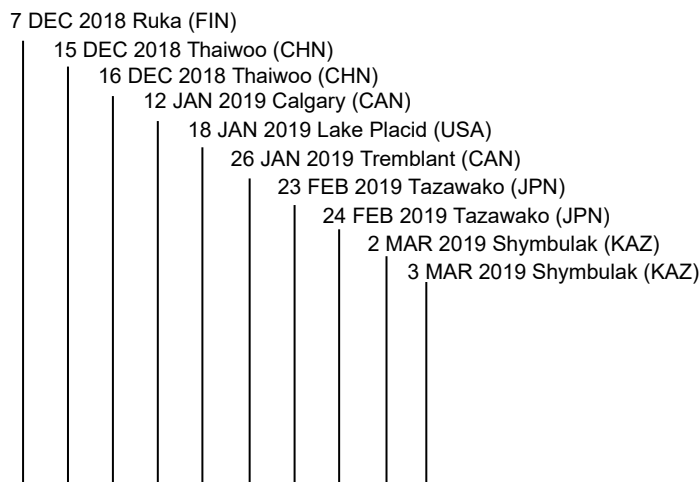 7 DEC 2018 Ruka (FIN)
15 DEC 2018 Thaiwoo (CHN)
16 DEC 2018 Thaiwoo (CHN)
12 JAN 2019 Calgary (CAN)
18 JAN 2019 Lake Placid (USA)
26 JAN 2019 Tremblant (CAN)
23 FEB 2019 Tazawako (JPN)
24 FEB 2019 Tazawako (JPN)
2 MAR 2019 Shymbulak (KAZ)
3 MAR 2019 Shymbulak (KAZ)